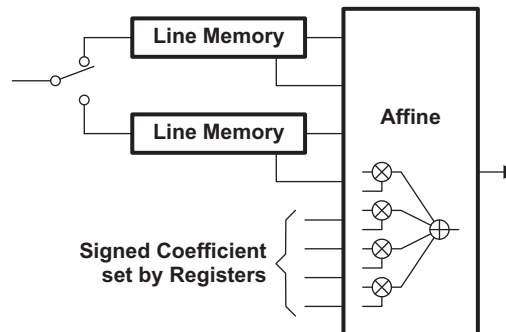 Line Memory
Line Memory
Affine
Signed Coefficient
set by Registers